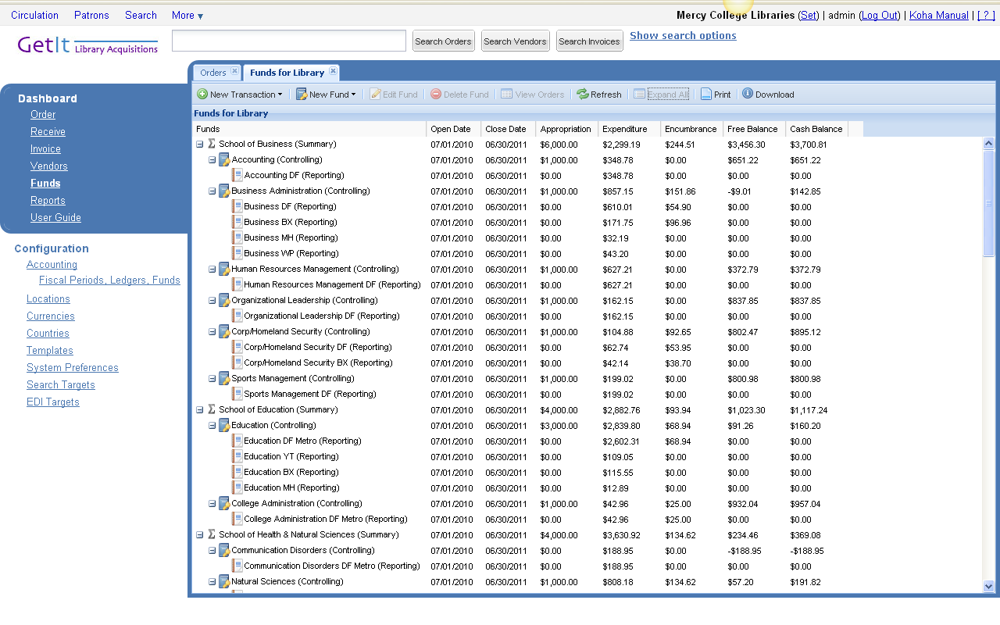 Circulation Patrons Search More ▼ Mercy College Libraries (Set) | admin (Log Out) | Koha Manual | [ ? ]
GetIt Library Acquisitions Search Orders Search Vendors Search Invoices Show search options
Orders Funds for Library
Dashboard
Order
Receive
Invoice
Vendors
Funds
Reports
User Guide
Configuration
Accounting
Fiscal Periods, Ledgers, Funds
Locations
Currencies
Countries
Templates
System Preferences
Search Targets
EDI Targets
New Transaction New Fund Edit Fund Delete Fund View Orders Refresh Expand All Print Download
Funds for Library
Funds Open Date Close Date Appropriation Expenditure Encumbrance Free Balance Cash Balance
Σ School of Business (Summary) 07/01/2010 06/30/2011 $6,000.00 $2,299.19 $244.51 $3,456.30 $3,700.81
Accounting (Controlling) 07/01/2010 06/30/2011 $1,000.00 $348.78 $0.00 $651.22 $651.22
Accounting DF (Reporting) 07/01/2010 06/30/2011 $0.00 $348.78 $0.00 $0.00 $0.00
Business Administration (Controlling) 07/01/2010 06/30/2011 $1,000.00 $857.15 $151.86 -$9.01 $142.85
Business DF (Reporting) 07/01/2010 06/30/2011 $0.00 $610.01 $54.90 $0.00 $0.00
Business BX (Reporting) 07/01/2010 06/30/2011 $0.00 $171.75 $96.96 $0.00 $0.00
Business MH (Reporting) 07/01/2010 06/30/2011 $0.00 $32.19 $0.00 $0.00 $0.00
Business WP (Reporting) 07/01/2010 06/30/2011 $0.00 $43.20 $0.00 $0.00 $0.00
Human Resources Management (Controlling) 07/01/2010 06/30/2011 $1,000.00 $627.21 $0.00 $372.79 $372.79
Human Resources Management DF (Reporting) 07/01/2010 06/30/2011 $0.00 $627.21 $0.00 $0.00 $0.00
Organizational Leadership (Controlling) 07/01/2010 06/30/2011 $1,000.00 $162.15 $0.00 $837.85 $837.85
Organizational Leadership DF (Reporting) 07/01/2010 06/30/2011 $0.00 $162.15 $0.00 $0.00 $0.00
Corp/Homeland Security (Controlling) 07/01/2010 06/30/2011 $1,000.00 $104.88 $92.65 $802.47 $895.12
Corp/Homeland Security DF (Reporting) 07/01/2010 06/30/2011 $0.00 $62.74 $53.95 $0.00 $0.00
Corp/Homeland Security BX (Reporting) 07/01/2010 06/30/2011 $0.00 $42.14 $38.70 $0.00 $0.00
Sports Management (Controlling) 07/01/2010 06/30/2011 $1,000.00 $199.02 $0.00 $800.98 $800.98
Sports Management DF (Reporting) 07/01/2010 06/30/2011 $0.00 $199.02 $0.00 $0.00 $0.00
Σ School of Education (Summary) 07/01/2010 06/30/2011 $4,000.00 $2,882.76 $93.94 $1,023.30 $1,117.24
Education (Controlling) 07/01/2010 06/30/2011 $3,000.00 $2,839.80 $68.94 $91.26 $160.20
Education DF Metro (Reporting) 07/01/2010 06/30/2011 $0.00 $2,602.31 $68.94 $0.00 $0.00
Education YT (Reporting) 07/01/2010 06/30/2011 $0.00 $109.05 $0.00 $0.00 $0.00
Education BX (Reporting) 07/01/2010 06/30/2011 $0.00 $115.55 $0.00 $0.00 $0.00
Education MH (Reporting) 07/01/2010 06/30/2011 $0.00 $12.89 $0.00 $0.00 $0.00
College Administration (Controlling) 07/01/2010 06/30/2011 $1,000.00 $42.96 $25.00 $932.04 $957.04
College Administration DF Metro (Reporting) 07/01/2010 06/30/2011 $0.00 $42.96 $25.00 $0.00 $0.00
Σ School of Health & Natural Sciences (Summary) 07/01/2010 06/30/2011 $4,000.00 $3,630.92 $134.62 $234.46 $369.08
Communication Disorders (Controlling) 07/01/2010 06/30/2011 $0.00 $188.95 $0.00 -$188.95 -$188.95
Communication Disorders DF Metro (Reporting) 07/01/2010 06/30/2011 $0.00 $188.95 $0.00 $0.00 $0.00
Natural Sciences (Controlling) 07/01/2010 06/30/2011 $1,000.00 $808.18 $134.62 $57.20 $191.82